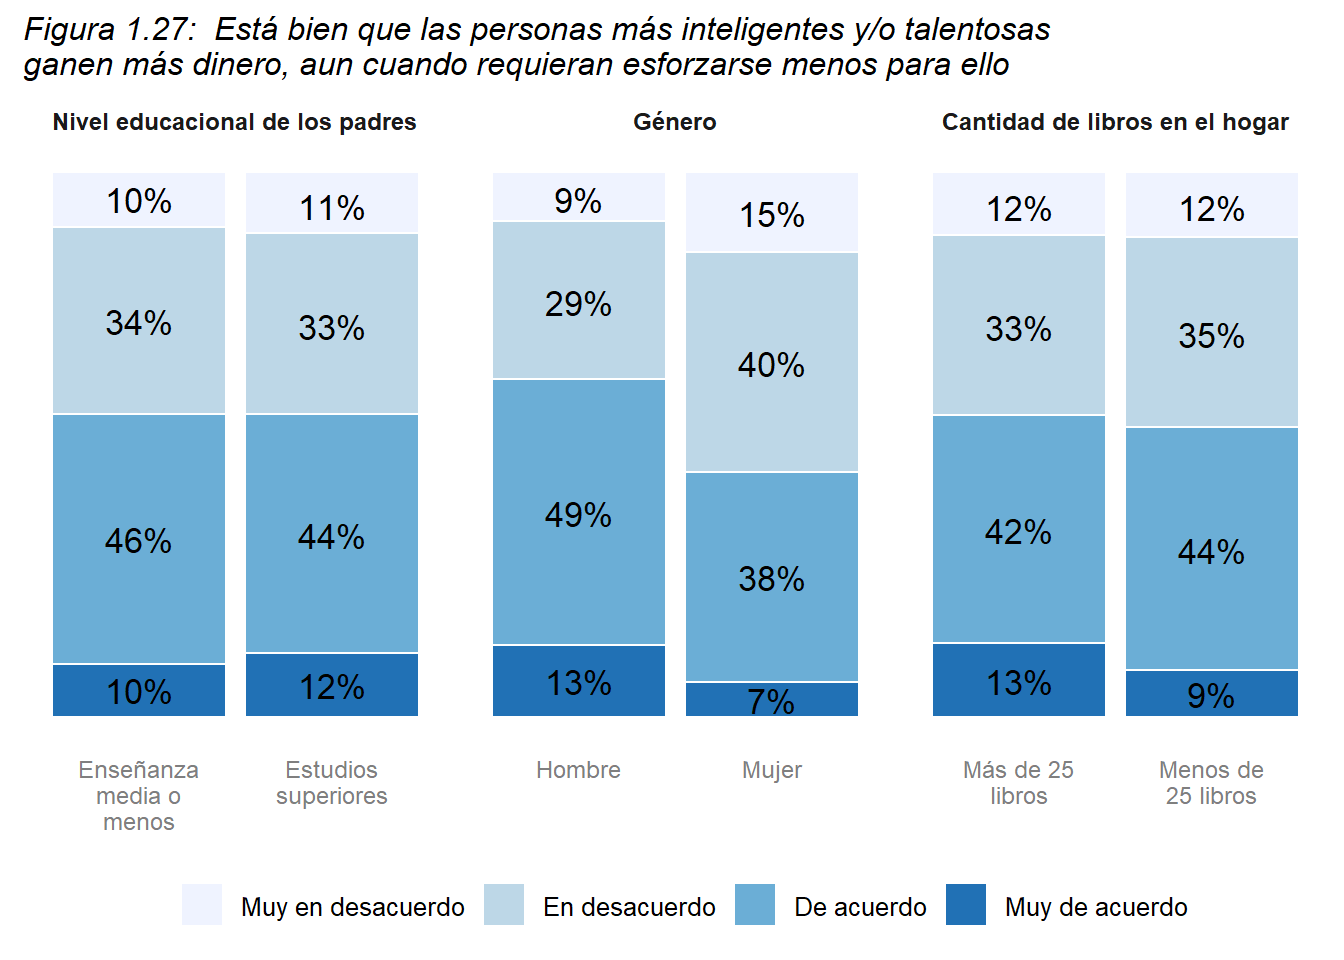 Figura 1.27:  Está bien que las personas más inteligentes y/o talentosas
ganen más dinero, aun cuando requieran esforzarse menos para ello
Nivel educacional de los padres
10%
11%
34%
33%
46%
44%
10%
12%
Enseñanza
media o
menos
Estudios
superiores
Género
9%
15%
29%
40%
49%
38%
13%
7%
Hombre
Mujer
Cantidad de libros en el hogar
12%
12%
33%
35%
42%
44%
13%
9%
Más de 25
libros
Menos de
25 libros
Muy en desacuerdo
En desacuerdo
De acuerdo
Muy de acuerdo